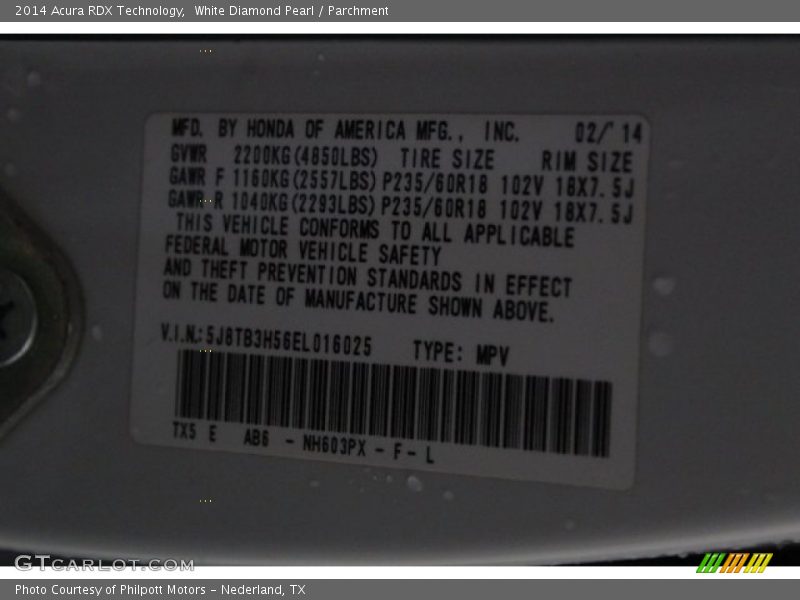 2014 Acura RDX Technology,  White Diamond Pearl / Parchment
MFD. BY HONDA OF AMERICA MFG., INC. 02/'14
GVWR 2200KG(4850LBS) TIRE SIZE RIM SIZE
GAWR F 1160KG(2557LBS) P235/60R18 102V 18X7.5J
GAWR R 1040KG(2293LBS) P235/60R18 102V 18X7.5J
THIS VEHICLE CONFORMS TO ALL APPLICABLE
FEDERAL MOTOR VEHICLE SAFETY
AND THEFT PREVENTION STANDARDS IN EFFECT
ON THE DATE OF MANUFACTURE SHOWN ABOVE.
V.I.N.: 5J8TB3H56EL016025 TYPE: MPV
TX5 E AB6 - NH603PX - F - L
GTCARLOT.COM
Photo Courtesy of Philpott Motors - Nederland, TX